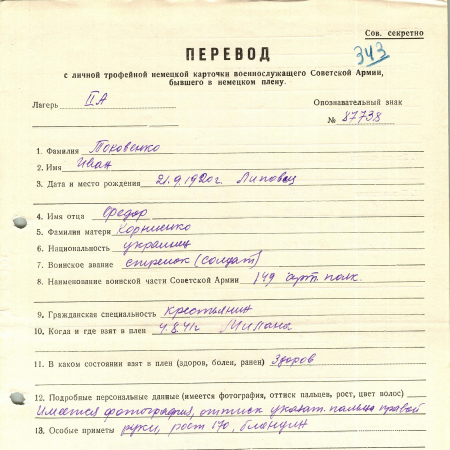 Сов. секретно
343
ПЕРЕВОД
с личной трофейной немецкой карточки военнослужащего Советской Армии,
бывшего в немецком плену.
Лагерь IIA
Опознавательный знак
№ 87738
1. Фамилия Токовенко
2. Имя Иван
3. Дата и место рождения 21.9.1920г. Липовец
4. Имя отца Федор
5. Фамилия матери Корниенко
6. Национальность украинец
7. Воинское звание стрелок (солдат)
8. Наименование воинской части Советской Армии 149 арт. полк.
9. Гражданская специальность крестьянин
10. Когда и где взят в плен 4.8.41г.
11. В каком состоянии взят в плен (здоров, болен, ранен) здоров
12. Подробные персональные данные (имеется фотография, оттиск пальцев, рост, цвет волос)
Имеется фотография, оттиск указат. пальца правой
13. Особые приметы руки, рост 170, блондин